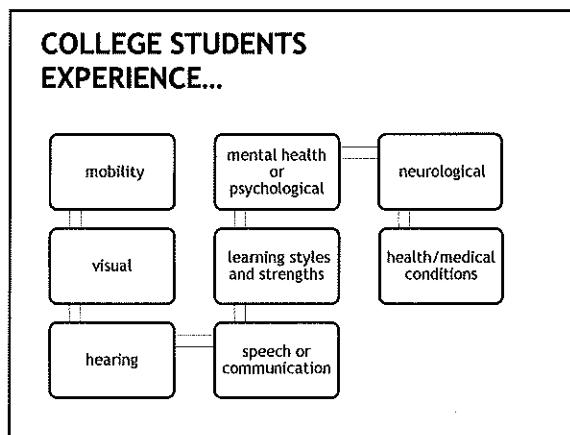 COLLEGE STUDENTS
EXPERIENCE...
mobility
visual
hearing
speech or
communication
learning styles
and strengths
mental health
or
psychological
neurological
health/medical
conditions